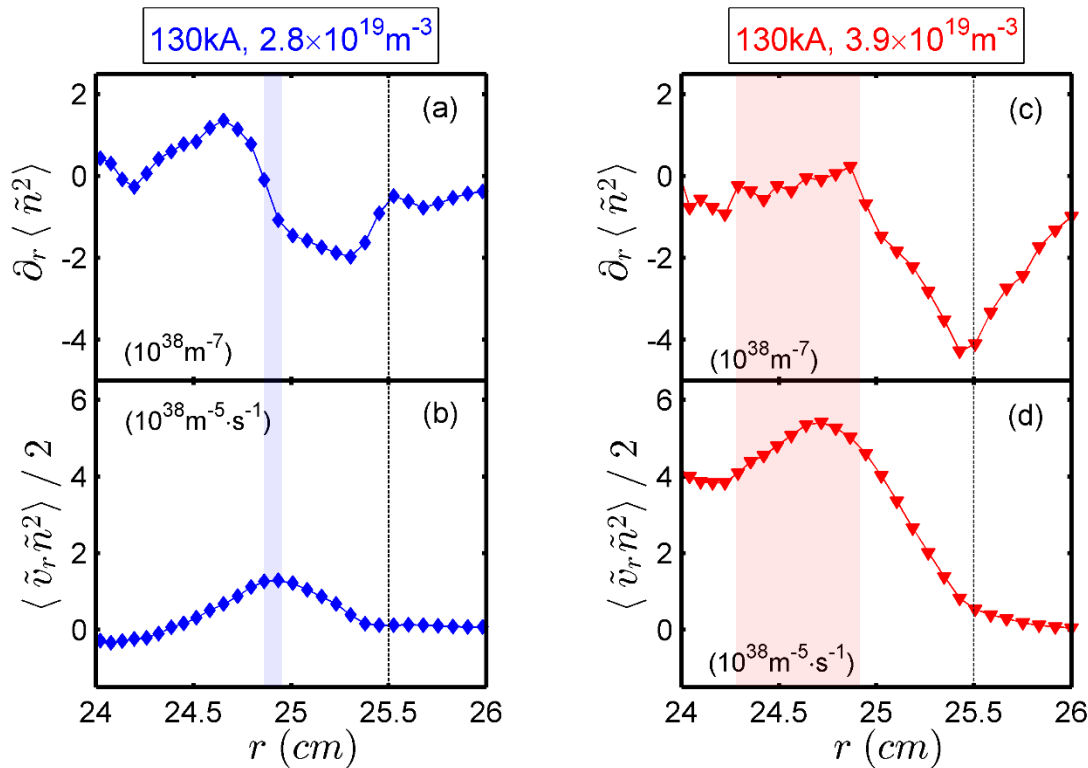 130kA, 2.8×10¹⁹m⁻³
130kA, 3.9×10¹⁹m⁻³
2
0
-2
-4
∂ᵣ ⟨ñ²⟩
(a)
(10³⁸m⁻⁷)
2
0
-2
-4
∂ᵣ ⟨ñ²⟩
(c)
(10³⁸m⁻⁷)
6
4
2
0
⟨ṽᵣñ²⟩ / 2
(10³⁸m⁻⁵·s⁻¹)
(b)
24 24.5 25 25.5 26
r (cm)
6
4
2
0
⟨ṽᵣñ²⟩ / 2
(d)
(10³⁸m⁻⁵·s⁻¹)
24 24.5 25 25.5 26
r (cm)